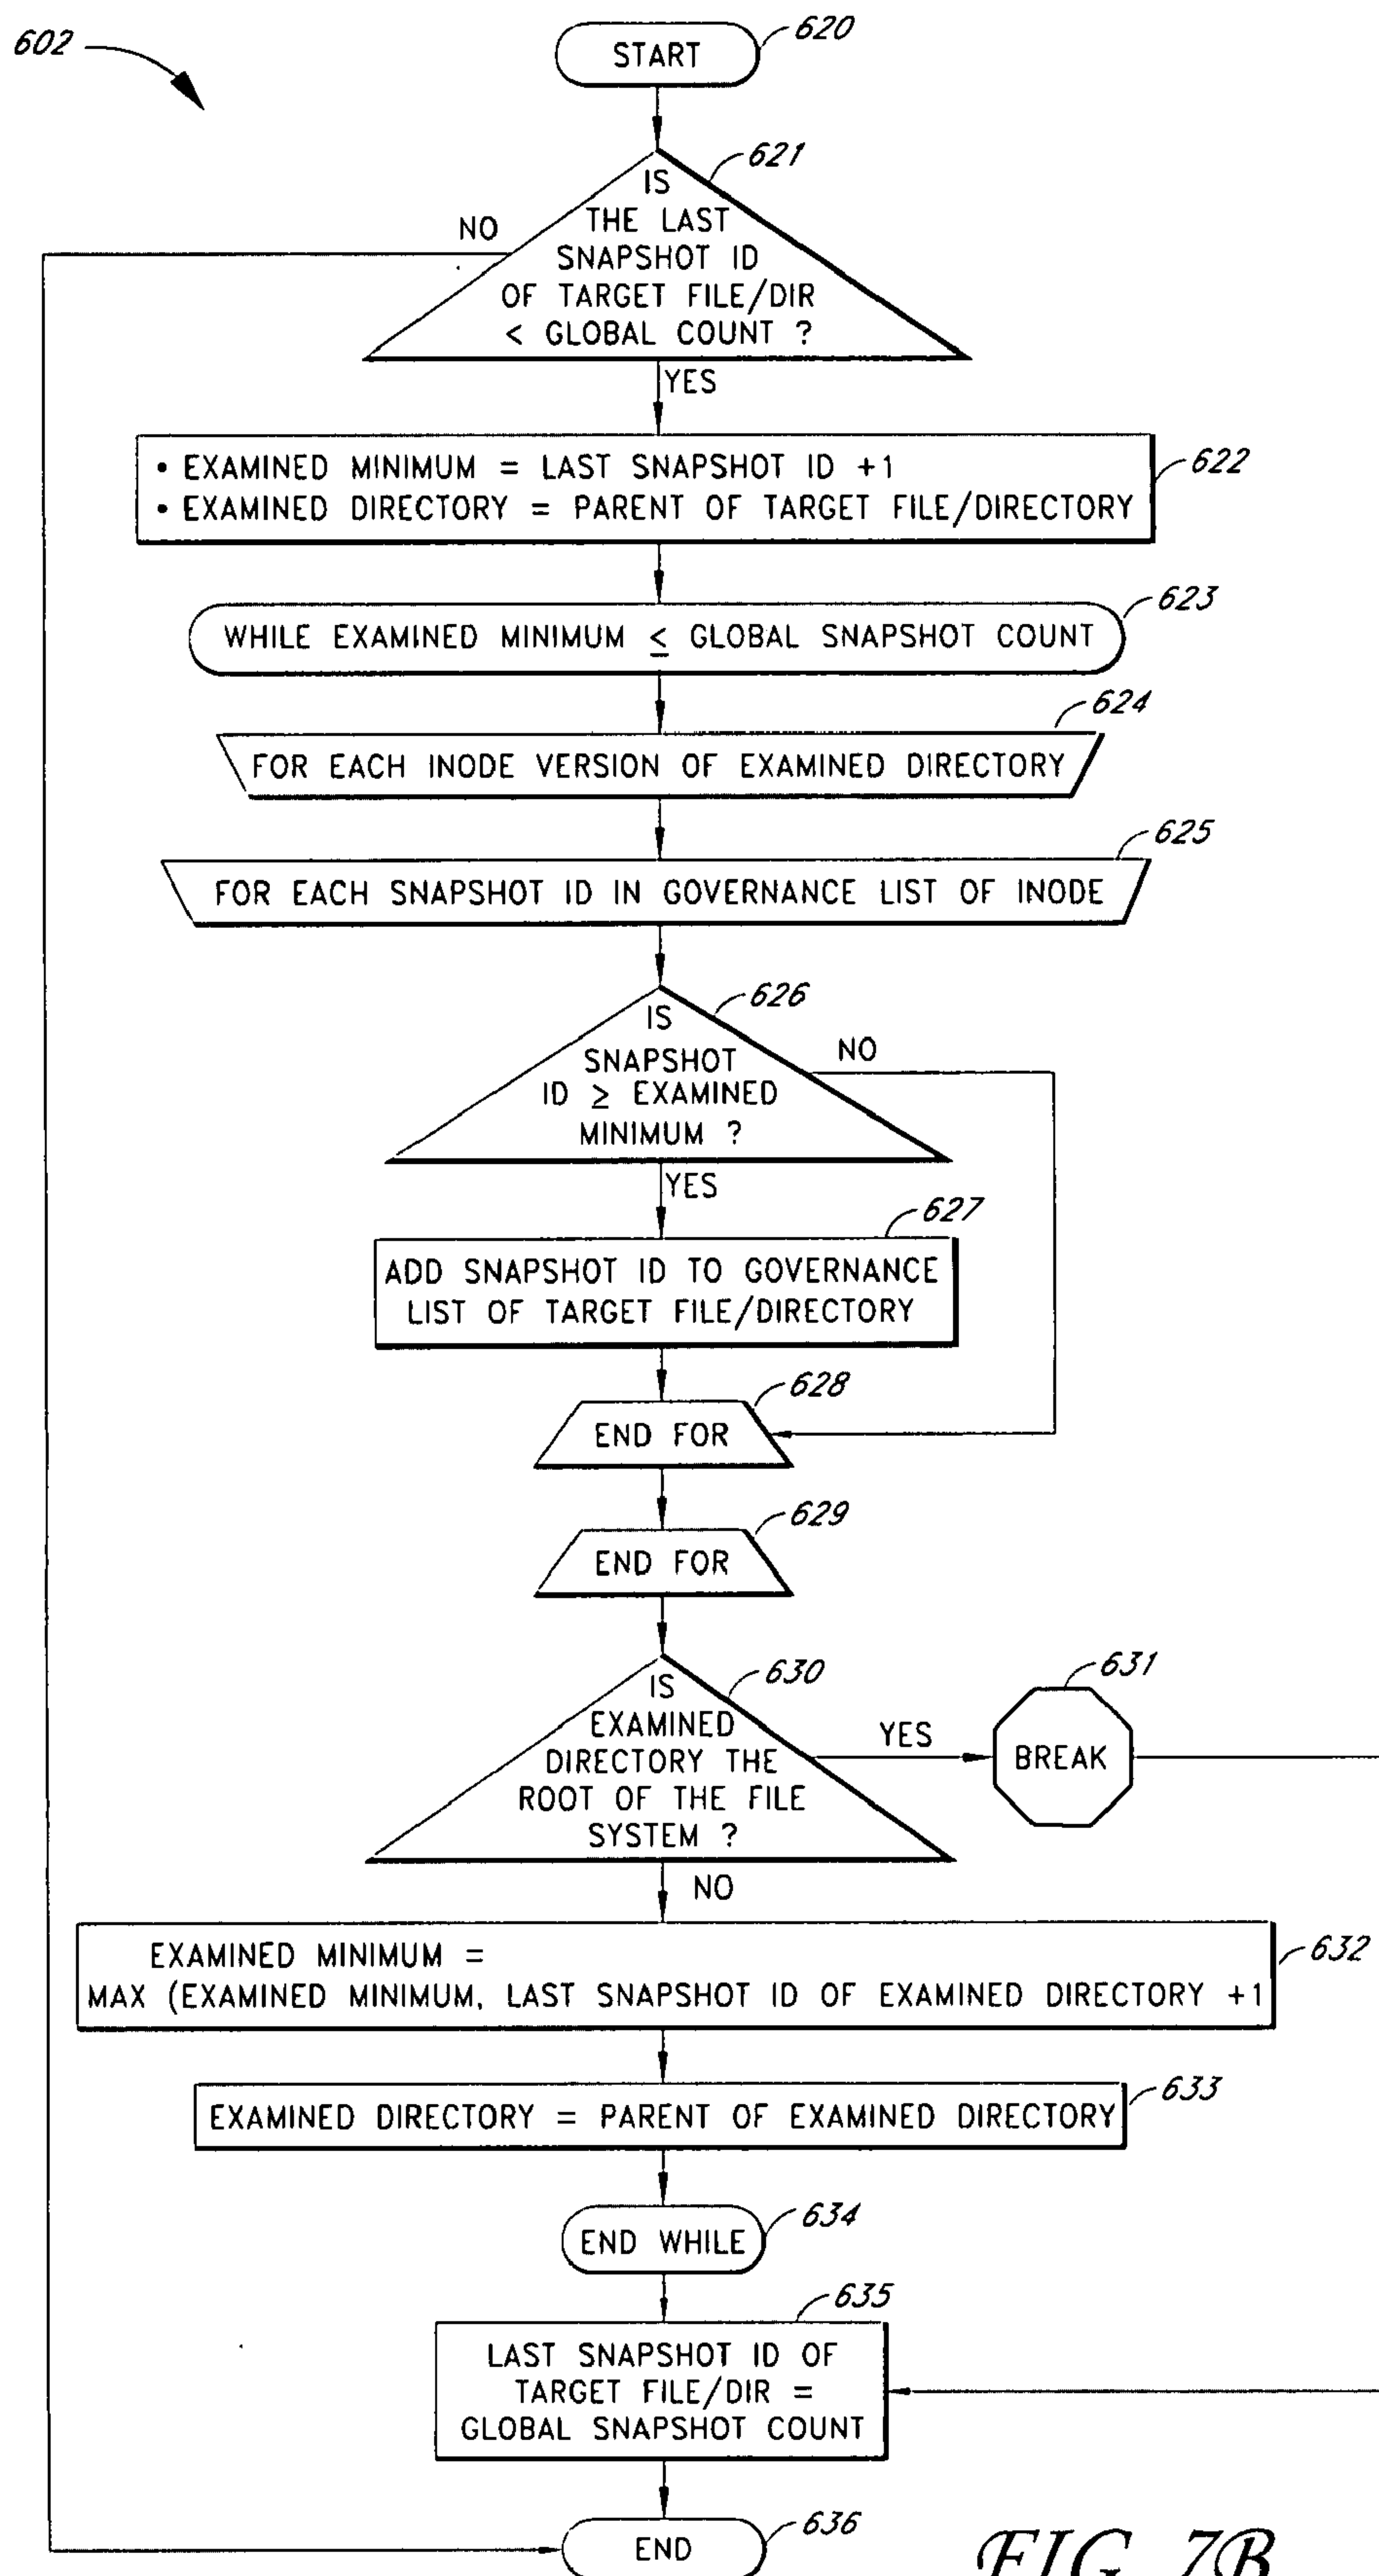 602
START
620
621
IS
THE LAST
SNAPSHOT ID
OF TARGET FILE/DIR
< GLOBAL COUNT ?
NO
YES
• EXAMINED MINIMUM = LAST SNAPSHOT ID +1
• EXAMINED DIRECTORY = PARENT OF TARGET FILE/DIRECTORY
622
WHILE EXAMINED MINIMUM ≤ GLOBAL SNAPSHOT COUNT
623
FOR EACH INODE VERSION OF EXAMINED DIRECTORY
624
FOR EACH SNAPSHOT ID IN GOVERNANCE LIST OF INODE
625
626
IS
SNAPSHOT
ID ≥ EXAMINED
MINIMUM ?
NO
YES
627
ADD SNAPSHOT ID TO GOVERNANCE
LIST OF TARGET FILE/DIRECTORY
628
END FOR
629
END FOR
630
IS
EXAMINED
DIRECTORY THE
ROOT OF THE FILE
SYSTEM ?
YES
631
BREAK
NO
EXAMINED MINIMUM =
MAX (EXAMINED MINIMUM, LAST SNAPSHOT ID OF EXAMINED DIRECTORY +1
632
EXAMINED DIRECTORY = PARENT OF EXAMINED DIRECTORY
633
END WHILE
634
635
LAST SNAPSHOT ID OF
TARGET FILE/DIR =
GLOBAL SNAPSHOT COUNT
END
636
FIG. 7B